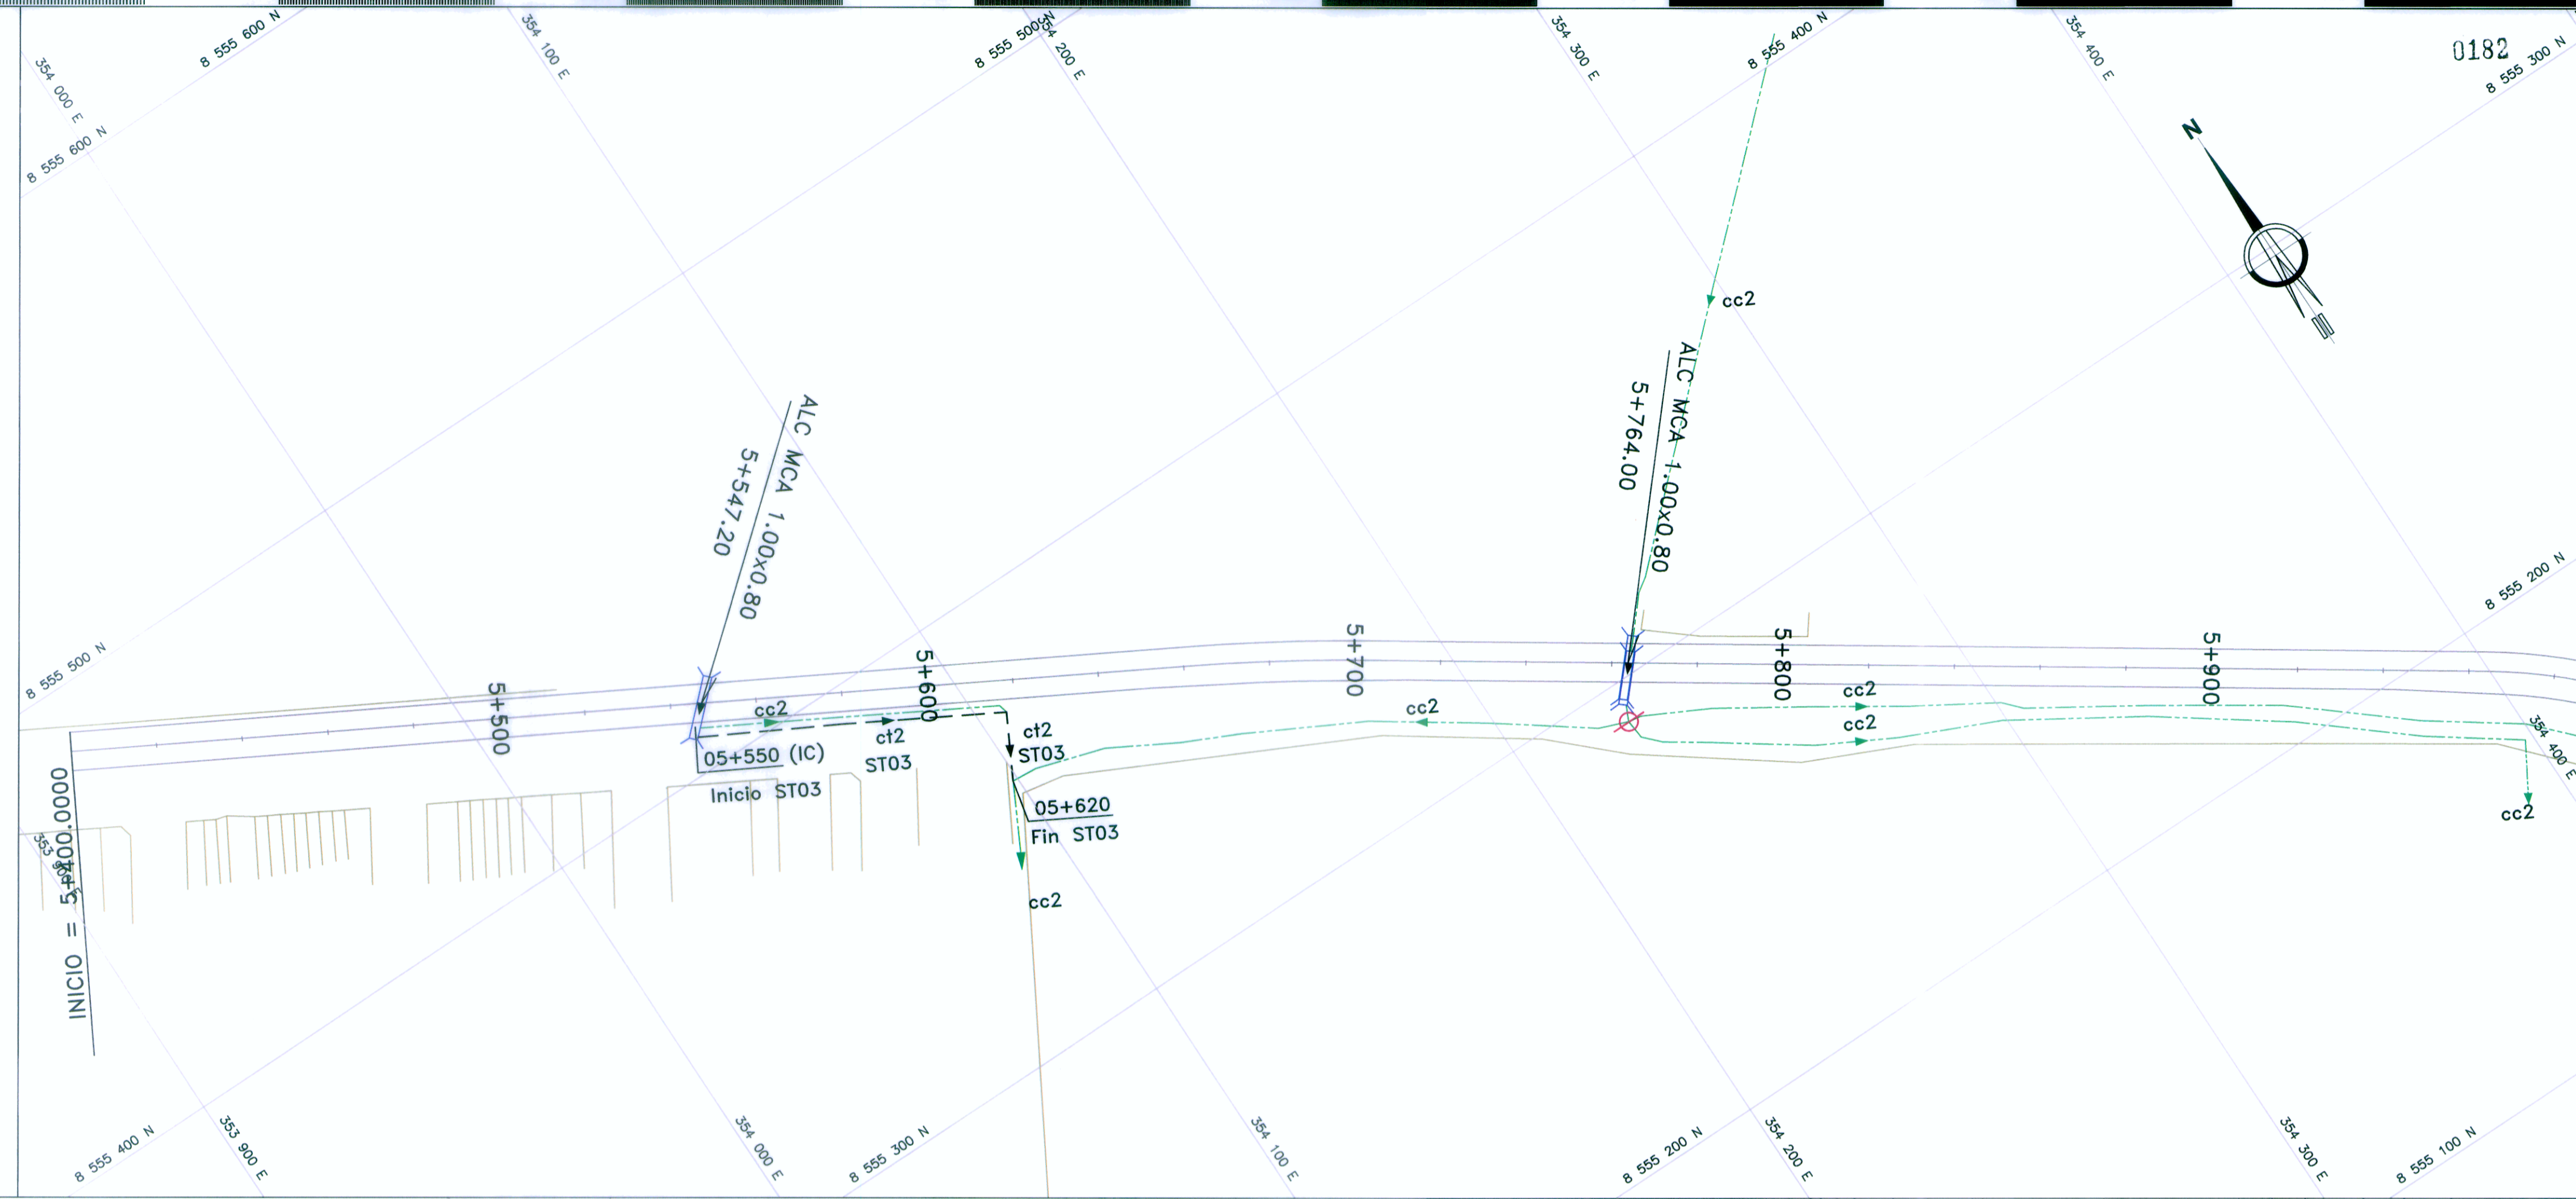 354 000 E
8 555 600 N
8 555 600 N
354 100 E
8 555 500 N
354 200 E
354 300 E
8 555 400 N
354 400 E
0182
8 555 300 N
N
cc2
ALC MCA 1.00x0.80
5+764.00
ALC MCA 1.00x0.80
5+547.20
8 555 200 N
8 555 500 N
5+500
5+600
5+700
5+800
5+900
cc2
cc2
cc2
cc2
ct2
ST03
ct2
ST03
05+550 (IC)
Inicio ST03
05+620
Fin ST03
cc2
cc2
354 400 E
INICIO = 5+400.0000
8 555 400 N
353 900 E
354 000 E
8 555 300 N
354 100 E
8 555 200 N
354 200 E
354 300 E
8 555 100 N